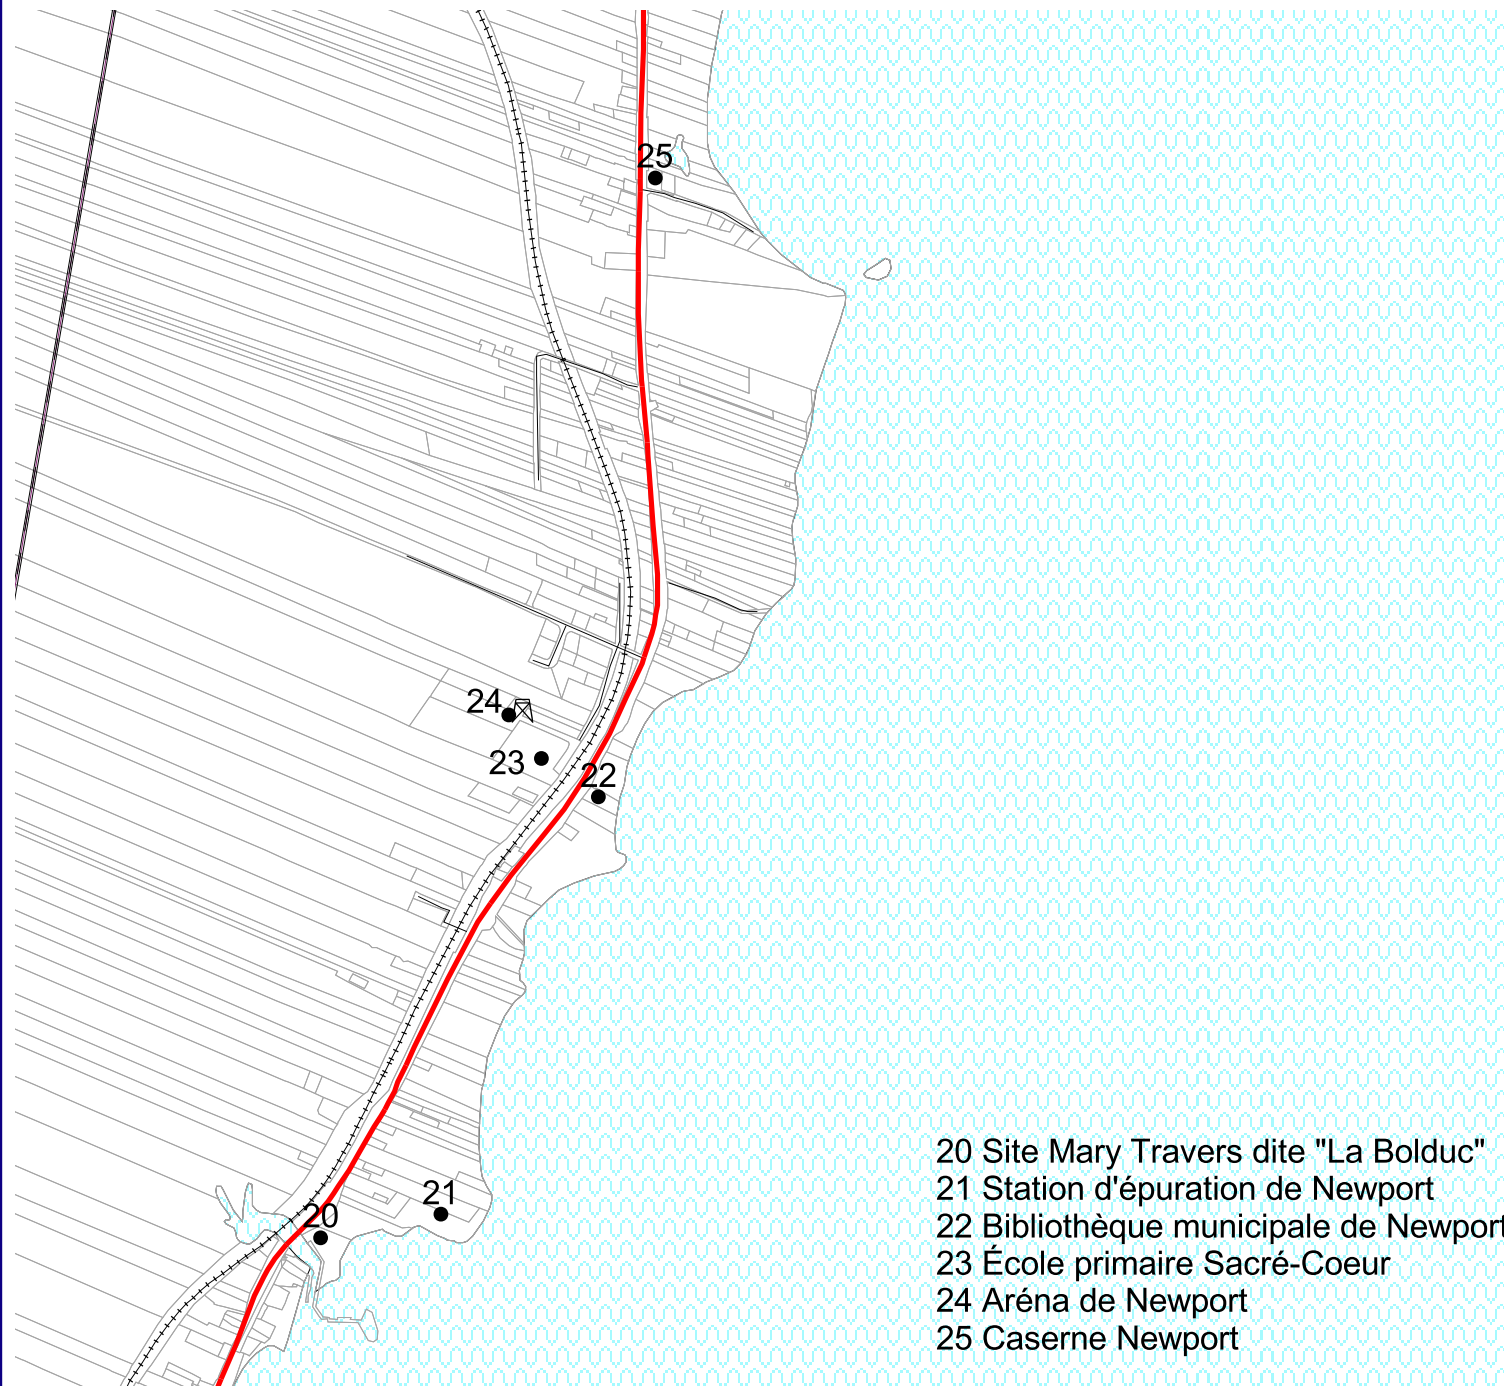 25
24
23
22
21
20
20 Site Mary Travers dite "La Bolduc"
21 Station d'épuration de Newport
22 Bibliothèque municipale de Newport
23 École primaire Sacré-Coeur
24 Aréna de Newport
25 Caserne Newport